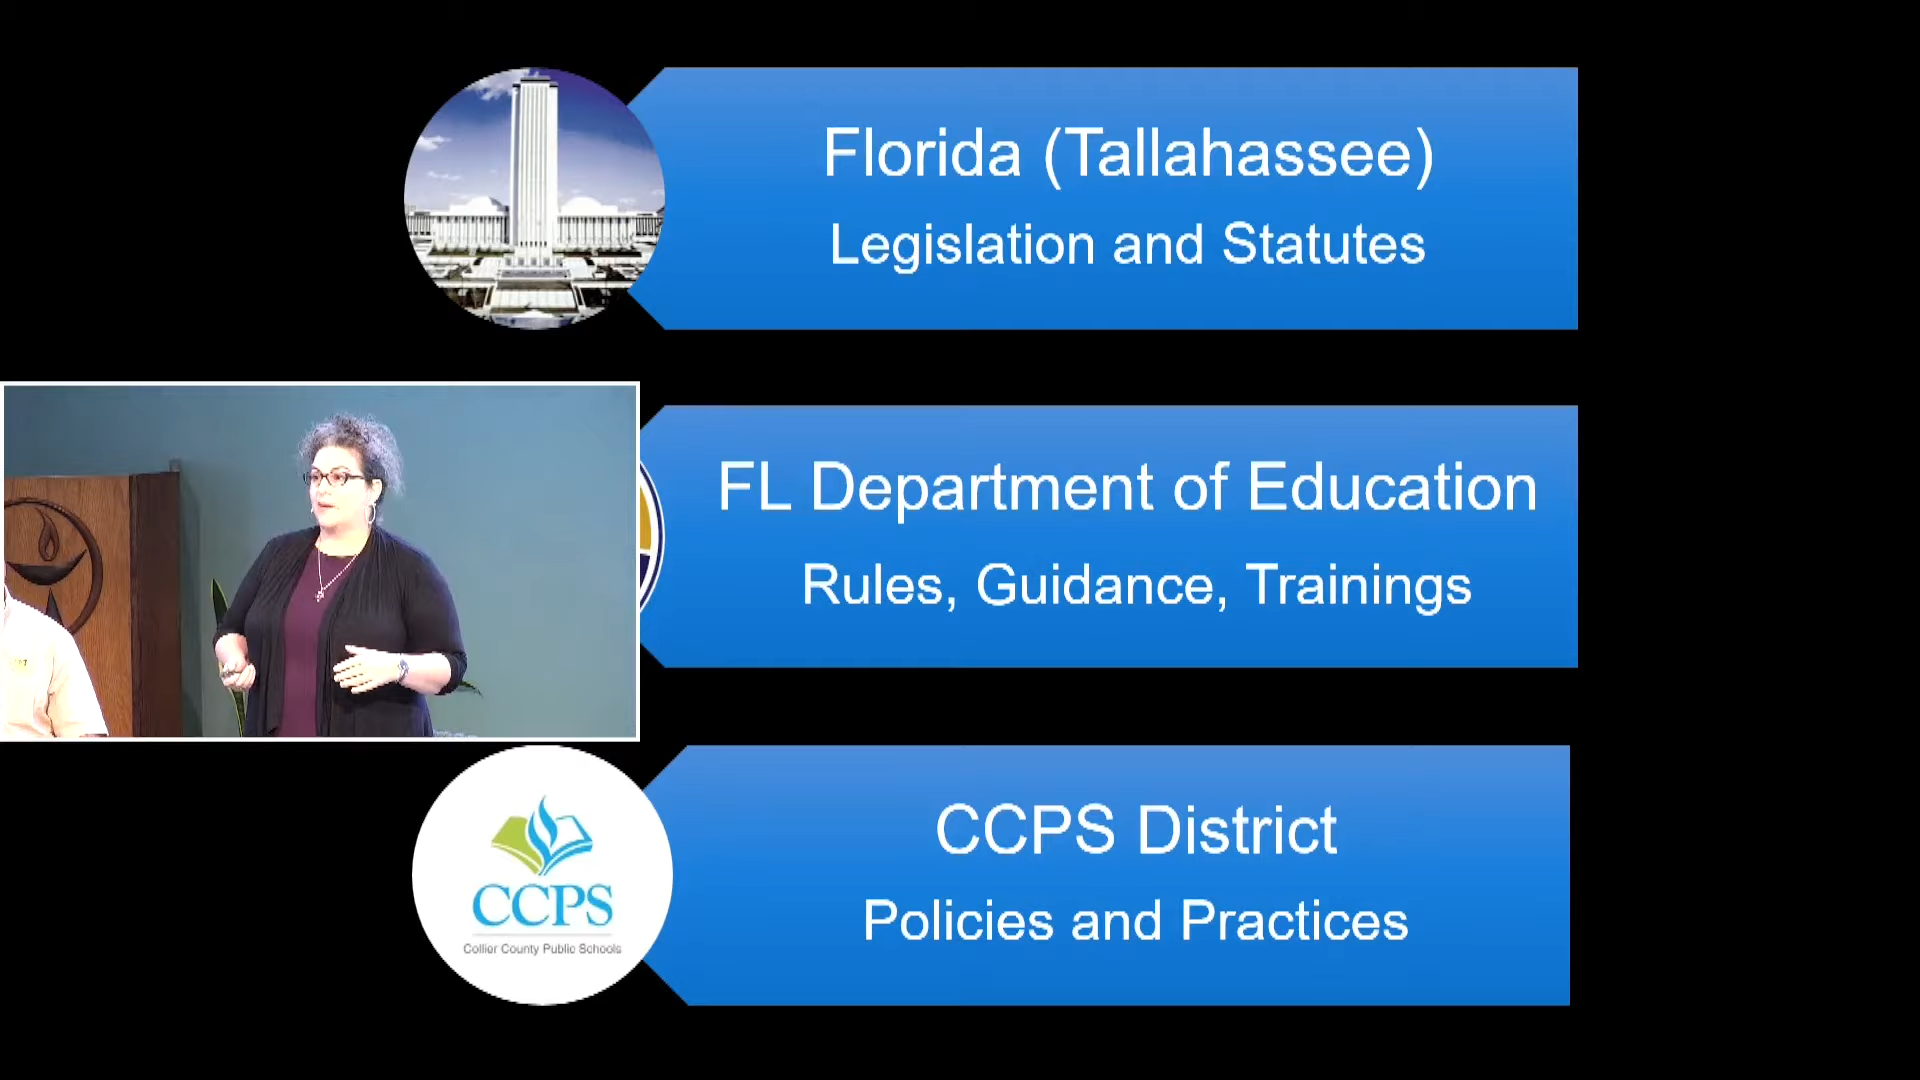 Florida (Tallahassee)
Legislation and Statutes
FL Department of Education
Rules, Guidance, Trainings
CCPS
Collier County Public Schools
CCPS District
Policies and Practices